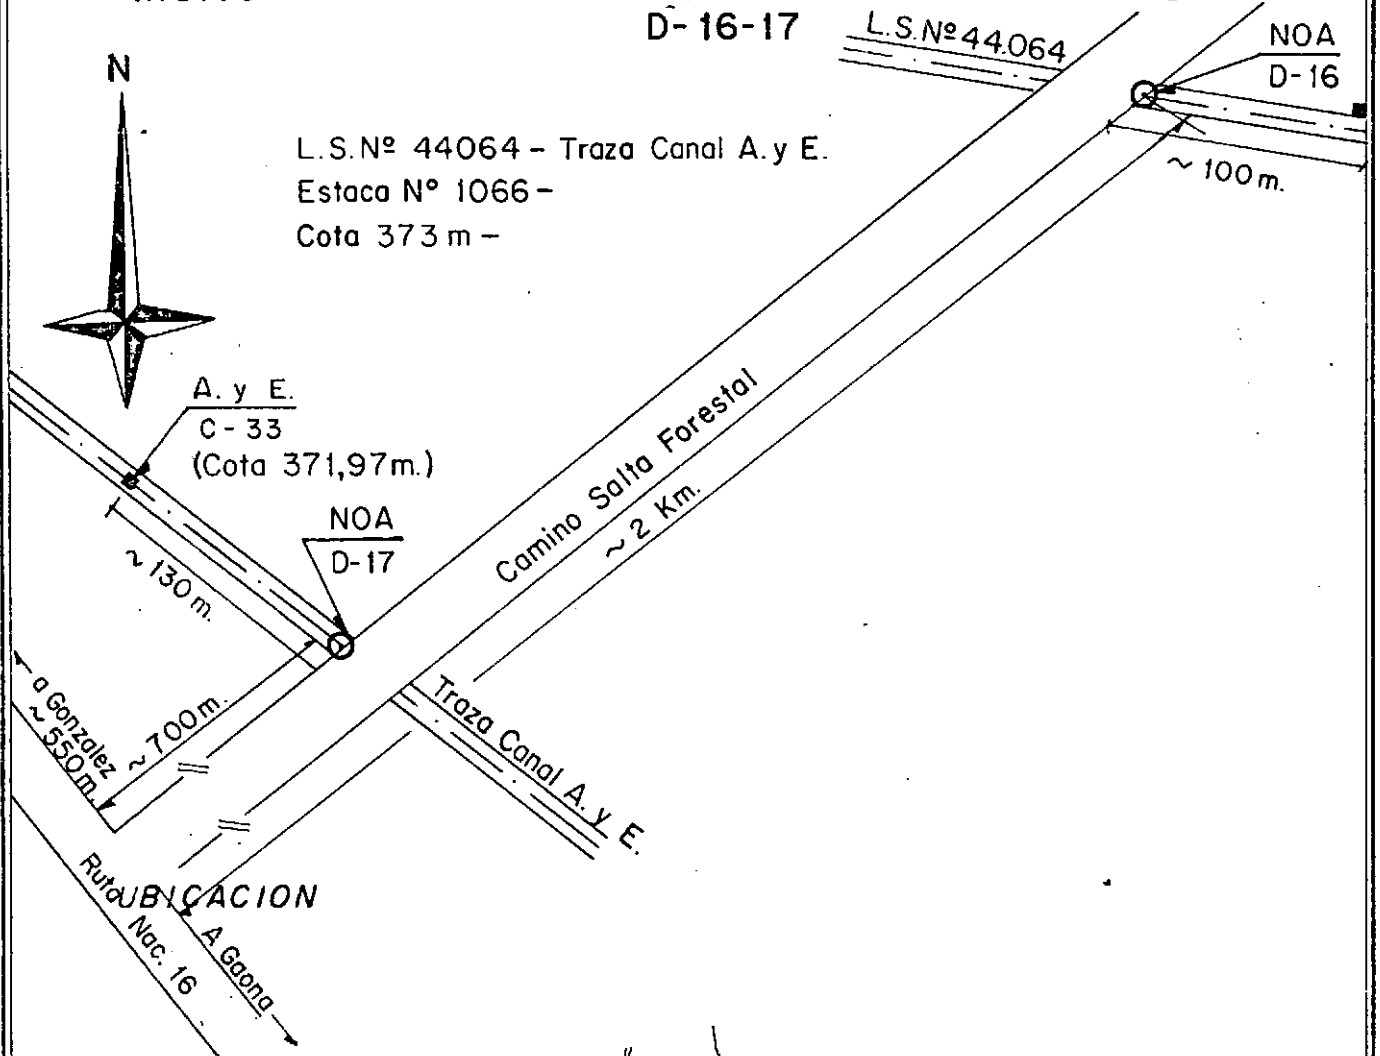 D-16-17
L.S.Nº 44.064
NOA
D-16
N
L.S.Nº 44064 - Traza Canal A. y E.
Estaca Nº 1066 -
Cota 373 m -
~ 100 m.
A. y E.
C - 33
(Cota 371,97m.)
NOA
D-17
~ 130 m.
Camino Salta Forestal
~ 2 Km.
a Gonzalez
~ 550 m.
~ 700 m.
Traza Canal A. y E.
Ruta Nac. 16
UBICACION
A Gaona